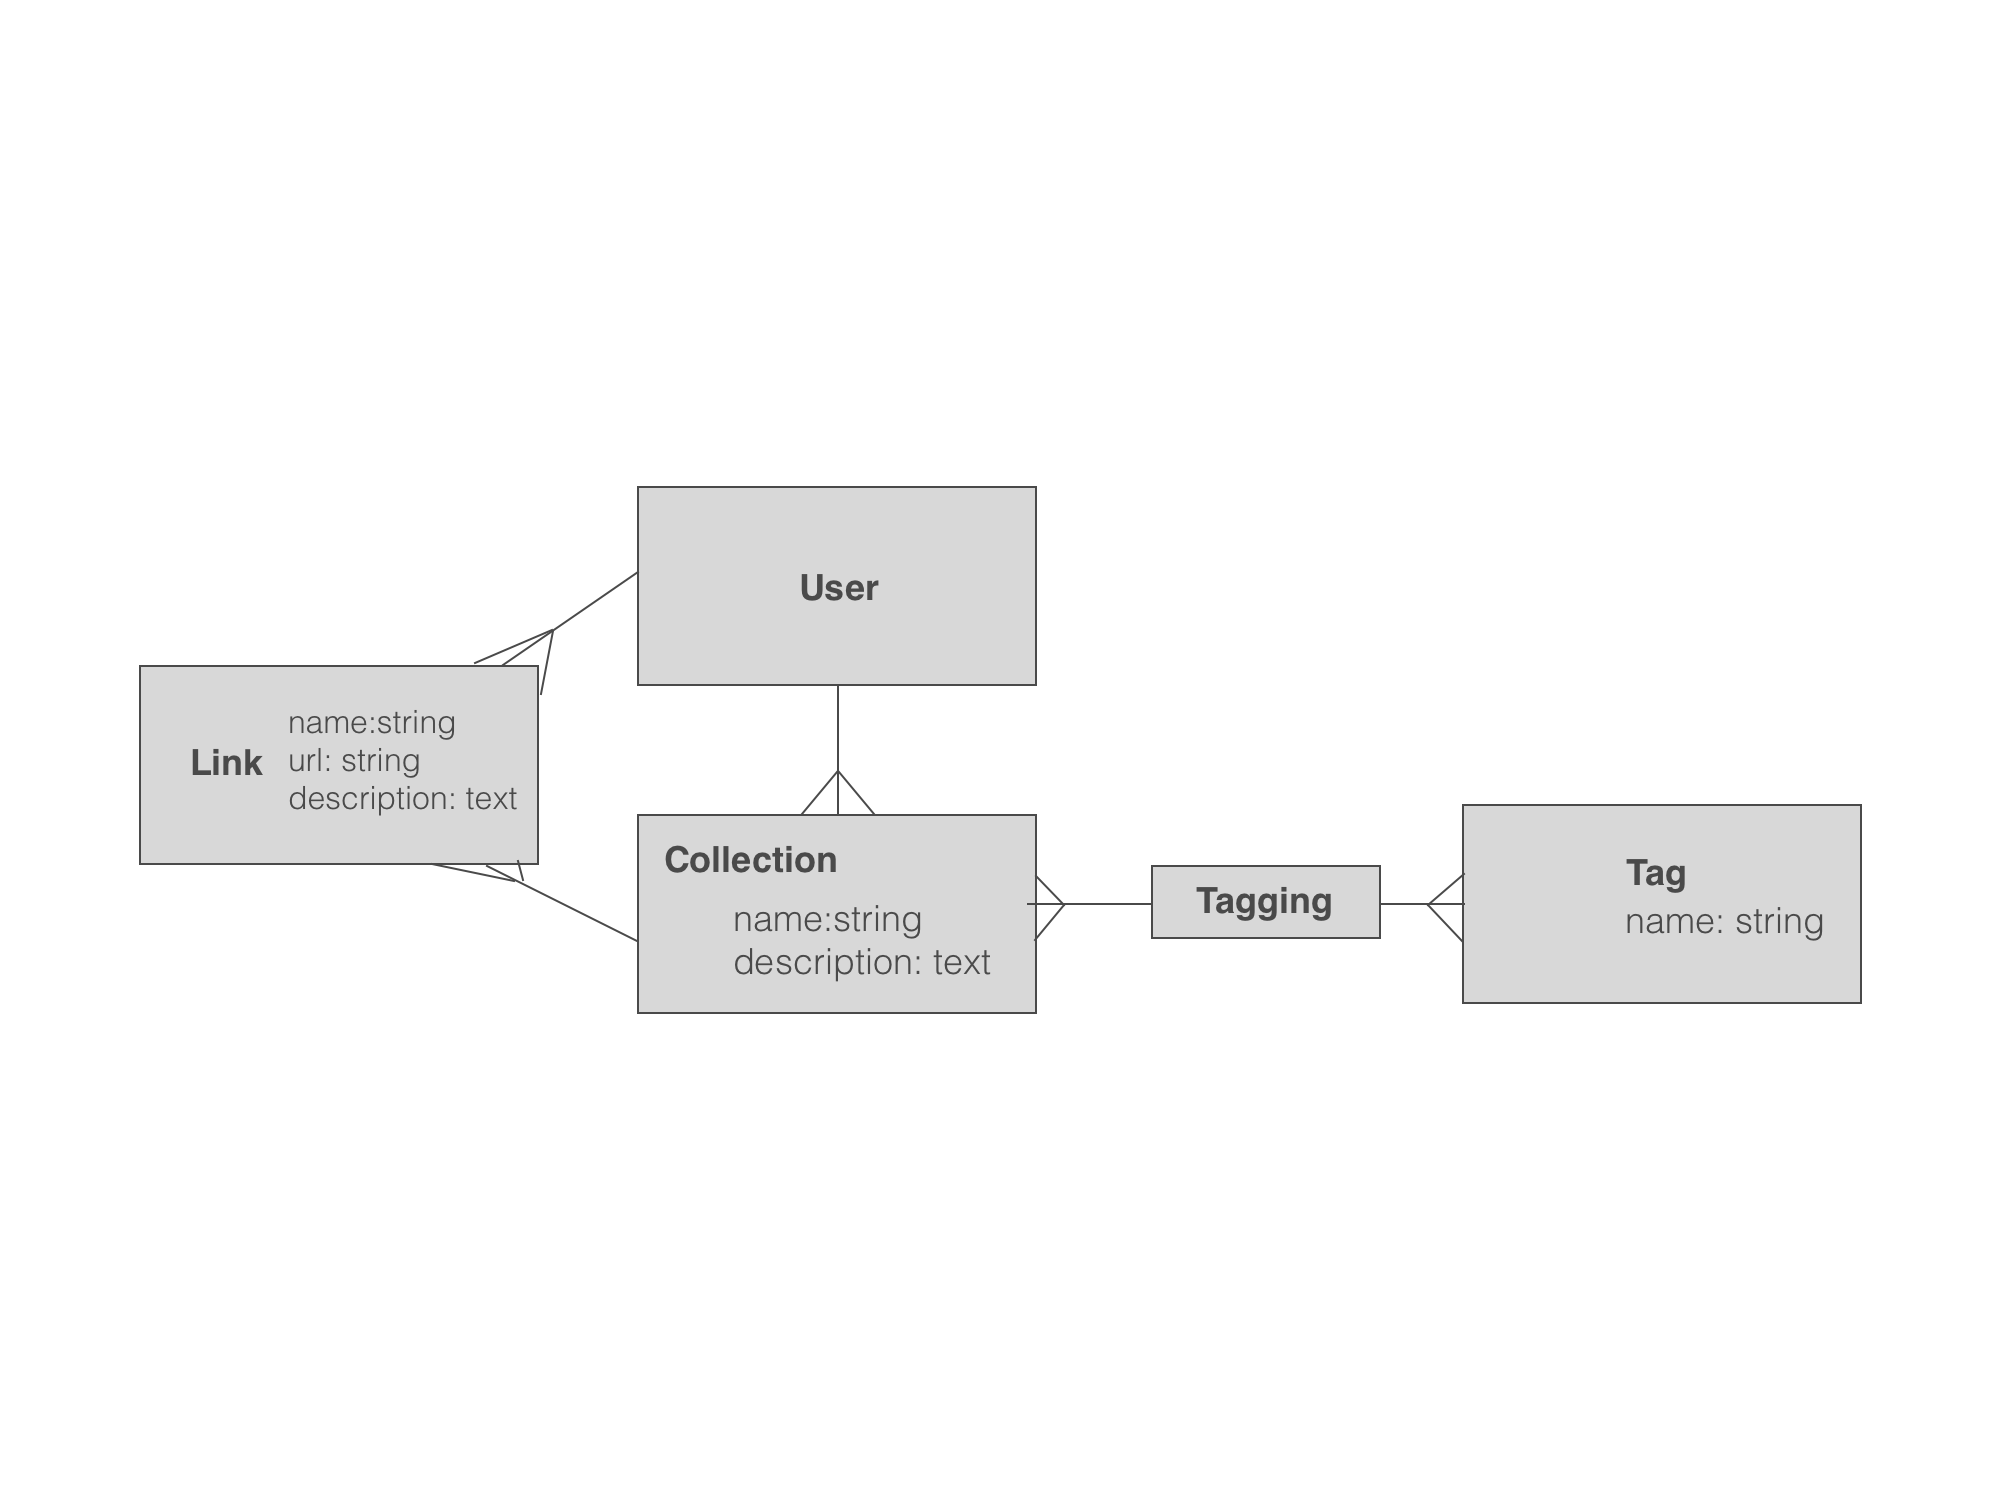 User
Link
name:string
url: string
description: text
Collection
name:string
description: text
Tagging
Tag
name: string